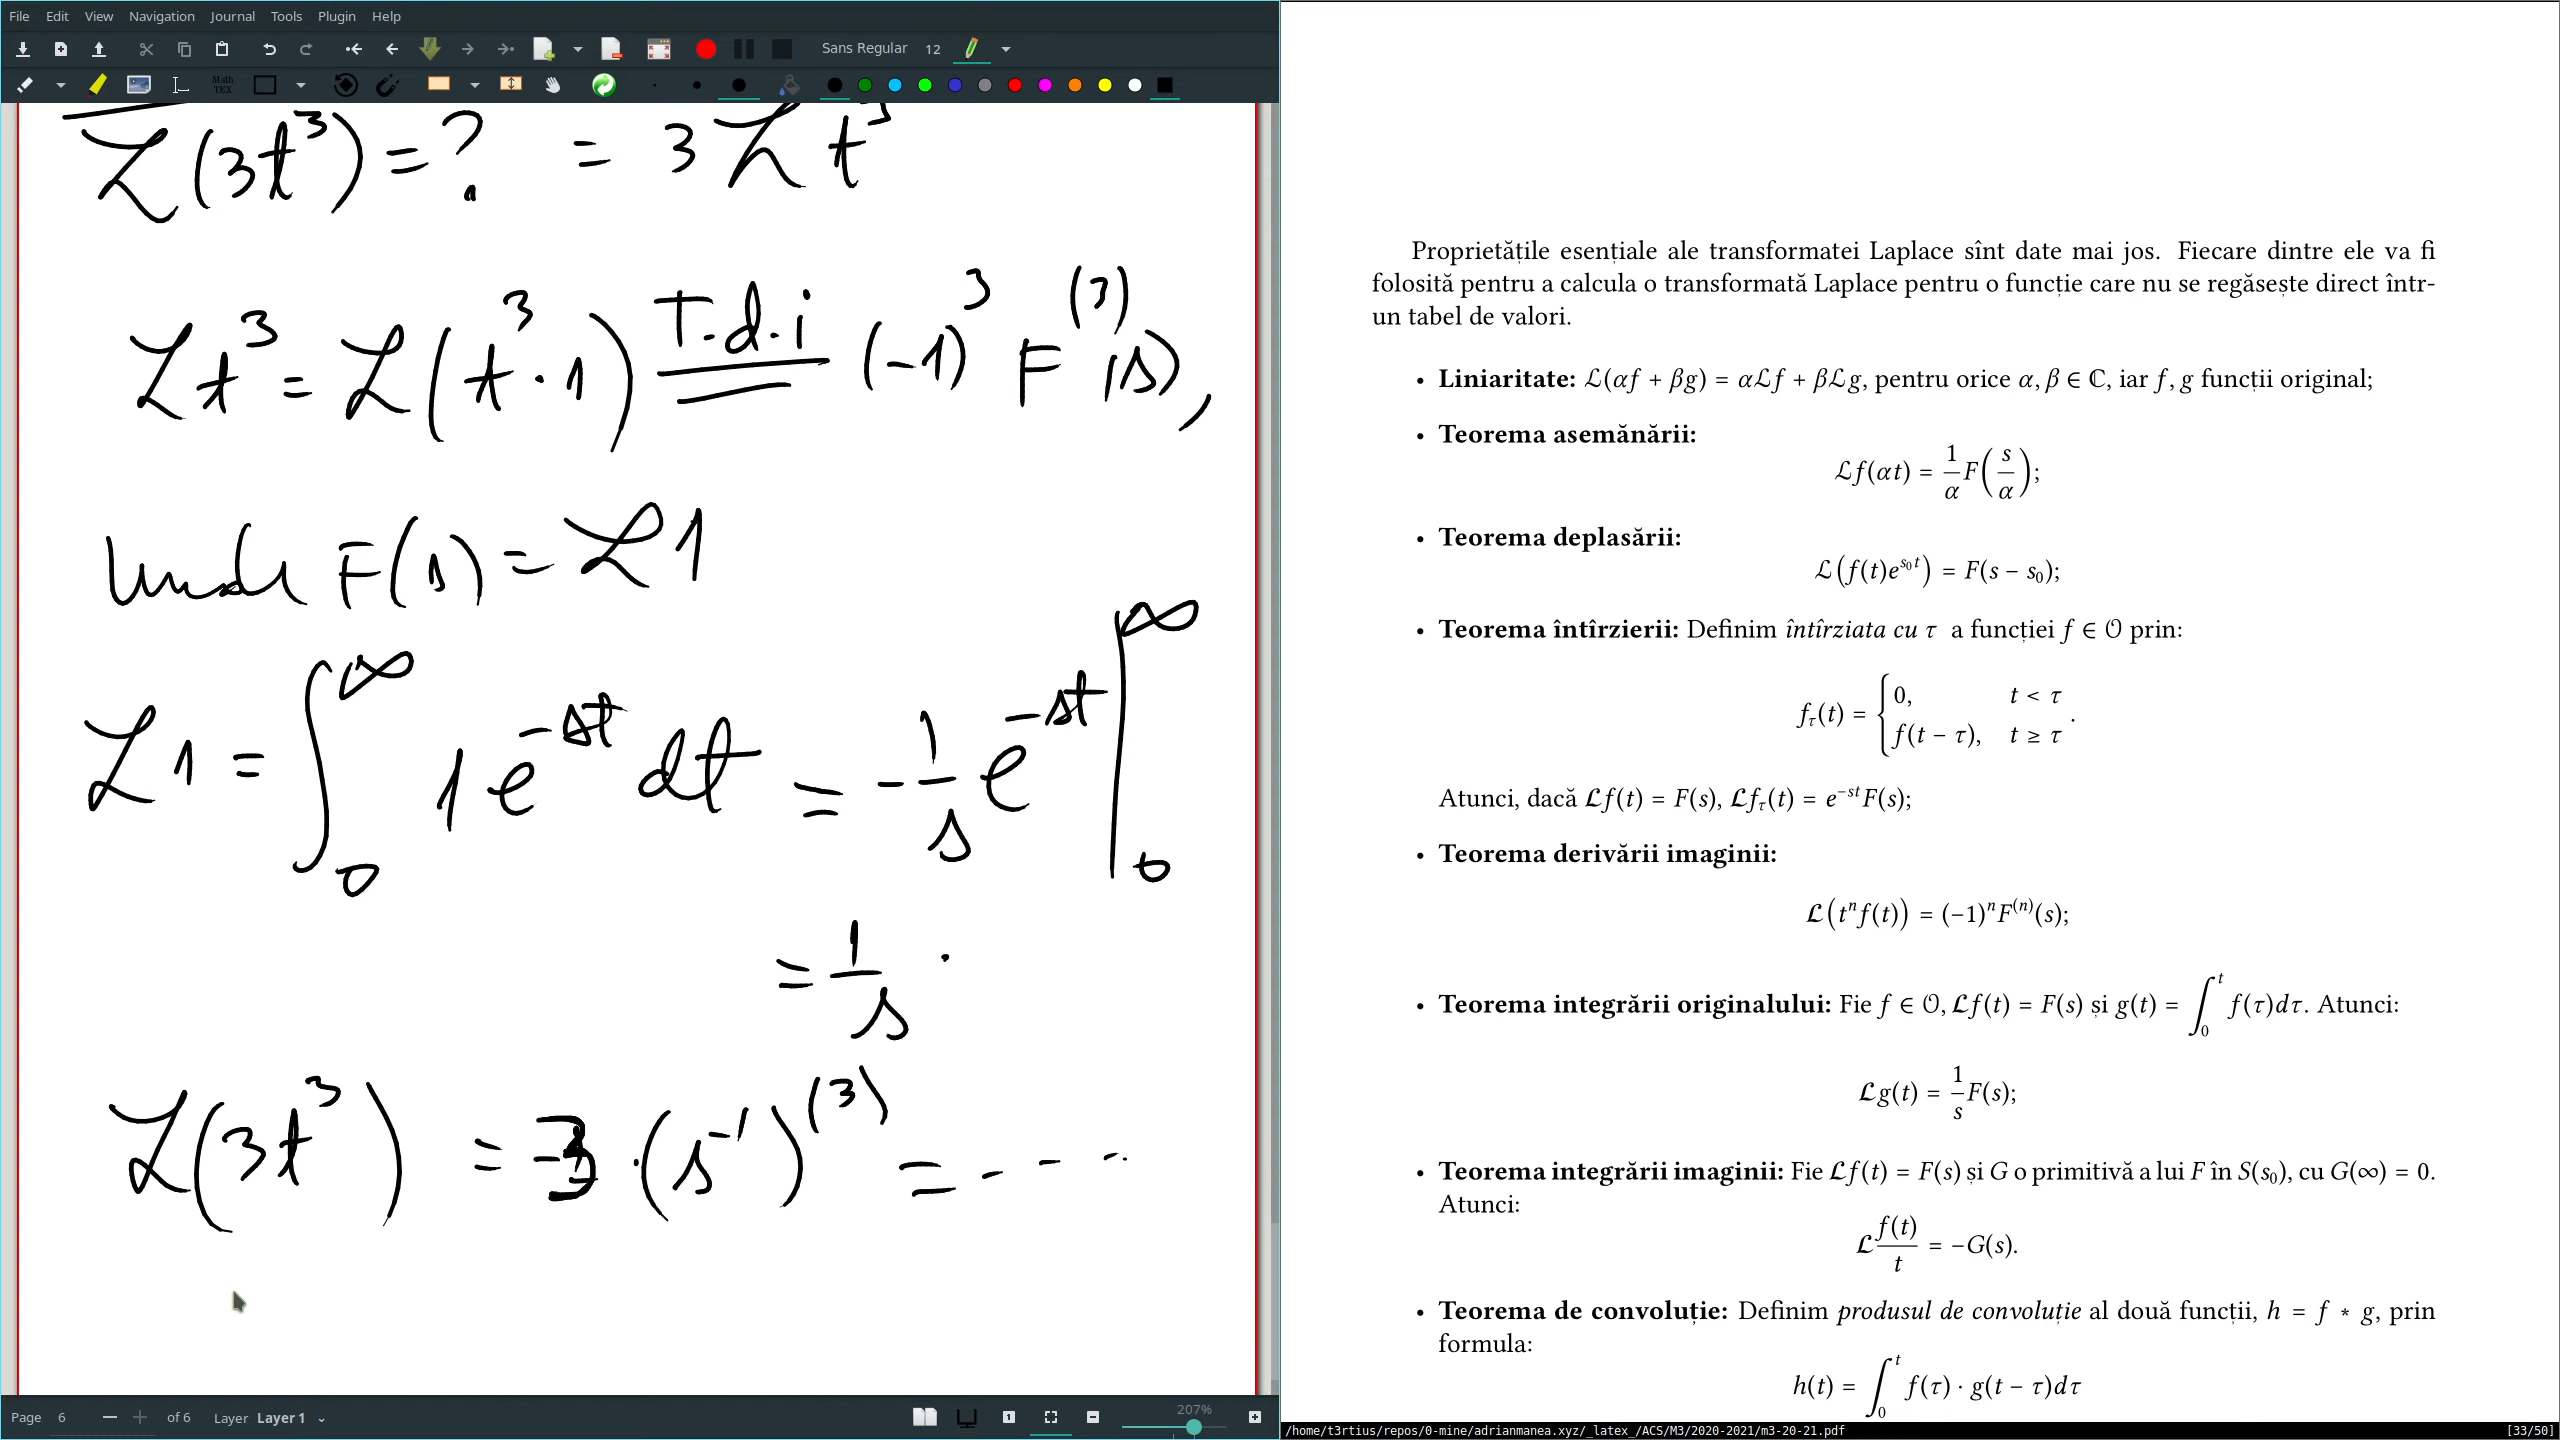 File Edit View Navigation Journal Tools Plugin Help
Sans Regular 12
Math TEX
ℒ(3t³) = ? = 3ℒt³
ℒt³ = ℒ(t³·1) T.d.i (-1)³ F⁽³⁾(s),
unde F(s) = ℒ1
ℒ1 = ∫₀^∞ 1 e^{-st} dt = -1/s e^{-st} |₀^∞
= 1/s .
ℒ(3t³) = -3 · (s⁻¹)⁽³⁾ = - - -
Page 6 of 6 Layer Layer 1 207%
Proprietățile esențiale ale transformatei Laplace sînt date mai jos. Fiecare dintre ele va fi
folosită pentru a calcula o transformată Laplace pentru o funcție care nu se regăsește direct într-
un tabel de valori.
• Liniaritate: ℒ(αf + βg) = αℒf + βℒg, pentru orice α, β ∈ ℂ, iar f, g funcții original;
• Teorema asemănării:
ℒf(αt) = 1/α F(s/α);
• Teorema deplasării:
ℒ(f(t)e^{s₀t}) = F(s − s₀);
• Teorema întîrzierii: Definim întîrziata cu τ a funcției f ∈ 𝒪 prin:
f_τ(t) = { 0, t < τ
f(t − τ), t ≥ τ .
Atunci, dacă ℒf(t) = F(s), ℒf_τ(t) = e^{−st}F(s);
• Teorema derivării imaginii:
ℒ(tⁿf(t)) = (−1)ⁿF⁽ⁿ⁾(s);
• Teorema integrării originalului: Fie f ∈ 𝒪, ℒf(t) = F(s) și g(t) = ∫₀^t f(τ)dτ. Atunci:
ℒg(t) = 1/s F(s);
• Teorema integrării imaginii: Fie ℒf(t) = F(s) și G o primitivă a lui F în S(s₀), cu G(∞) = 0.
Atunci:
ℒ f(t)/t = −G(s).
• Teorema de convoluție: Definim produsul de convoluție al două funcții, h = f ∗ g, prin
formula:
h(t) = ∫₀^t f(τ) · g(t − τ)dτ
/home/t3rtius/repos/0-mine/adrianmanea.xyz/_latex_/ACS/M3/2020-2021/m3-20-21.pdf [33/50]